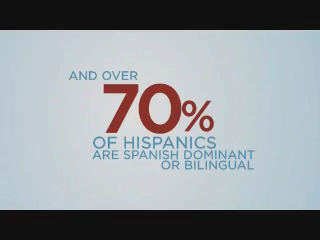 AND OVER
70%
OF HISPANICS
ARE SPANISH DOMINANT
OR BILINGUAL